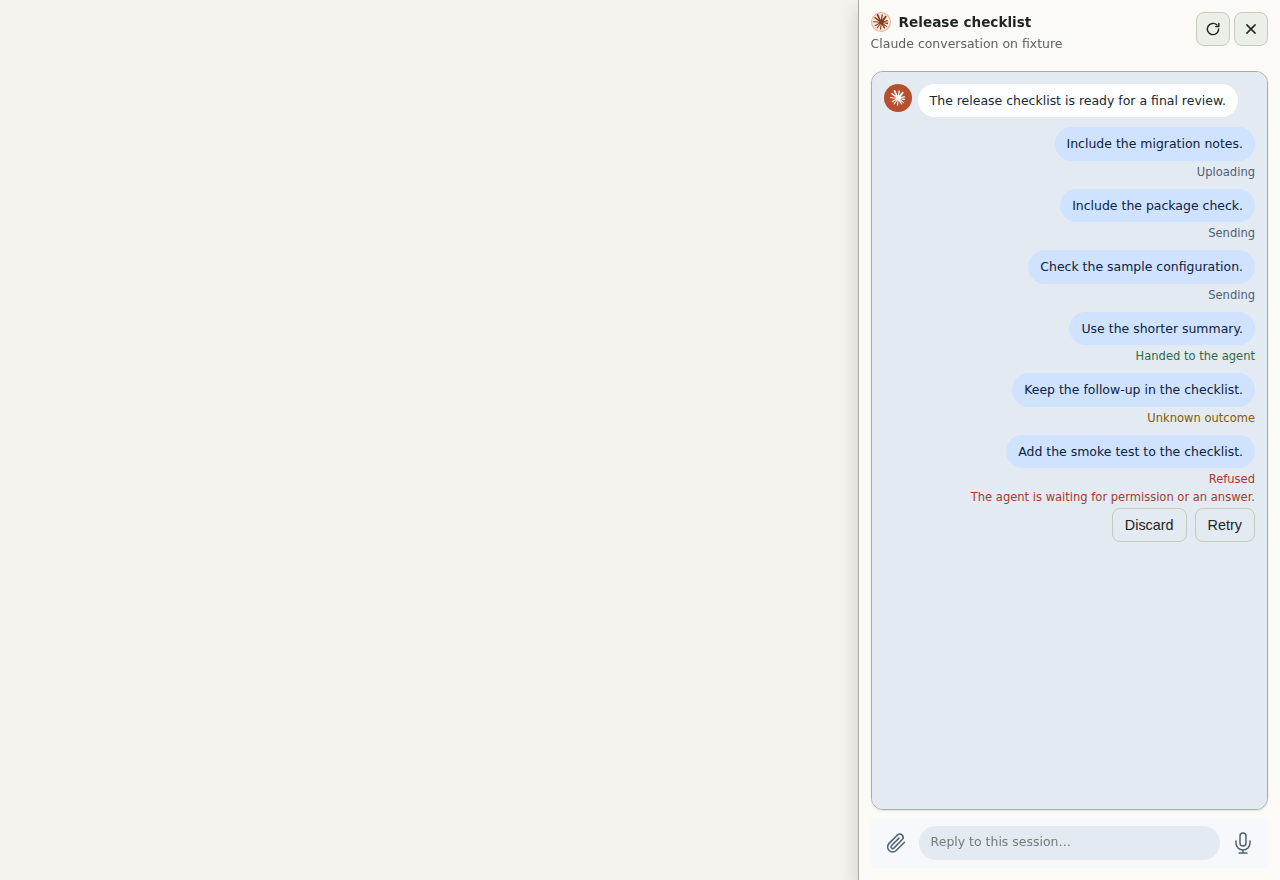 Release checklist
Claude conversation on fixture
The release checklist is ready for a final review.
Include the migration notes.
Uploading
Include the package check.
Sending
Check the sample configuration.
Sending
Use the shorter summary.
Handed to the agent
Keep the follow-up in the checklist.
Unknown outcome
Add the smoke test to the checklist.
Refused
The agent is waiting for permission or an answer.
Discard Retry
Reply to this session…